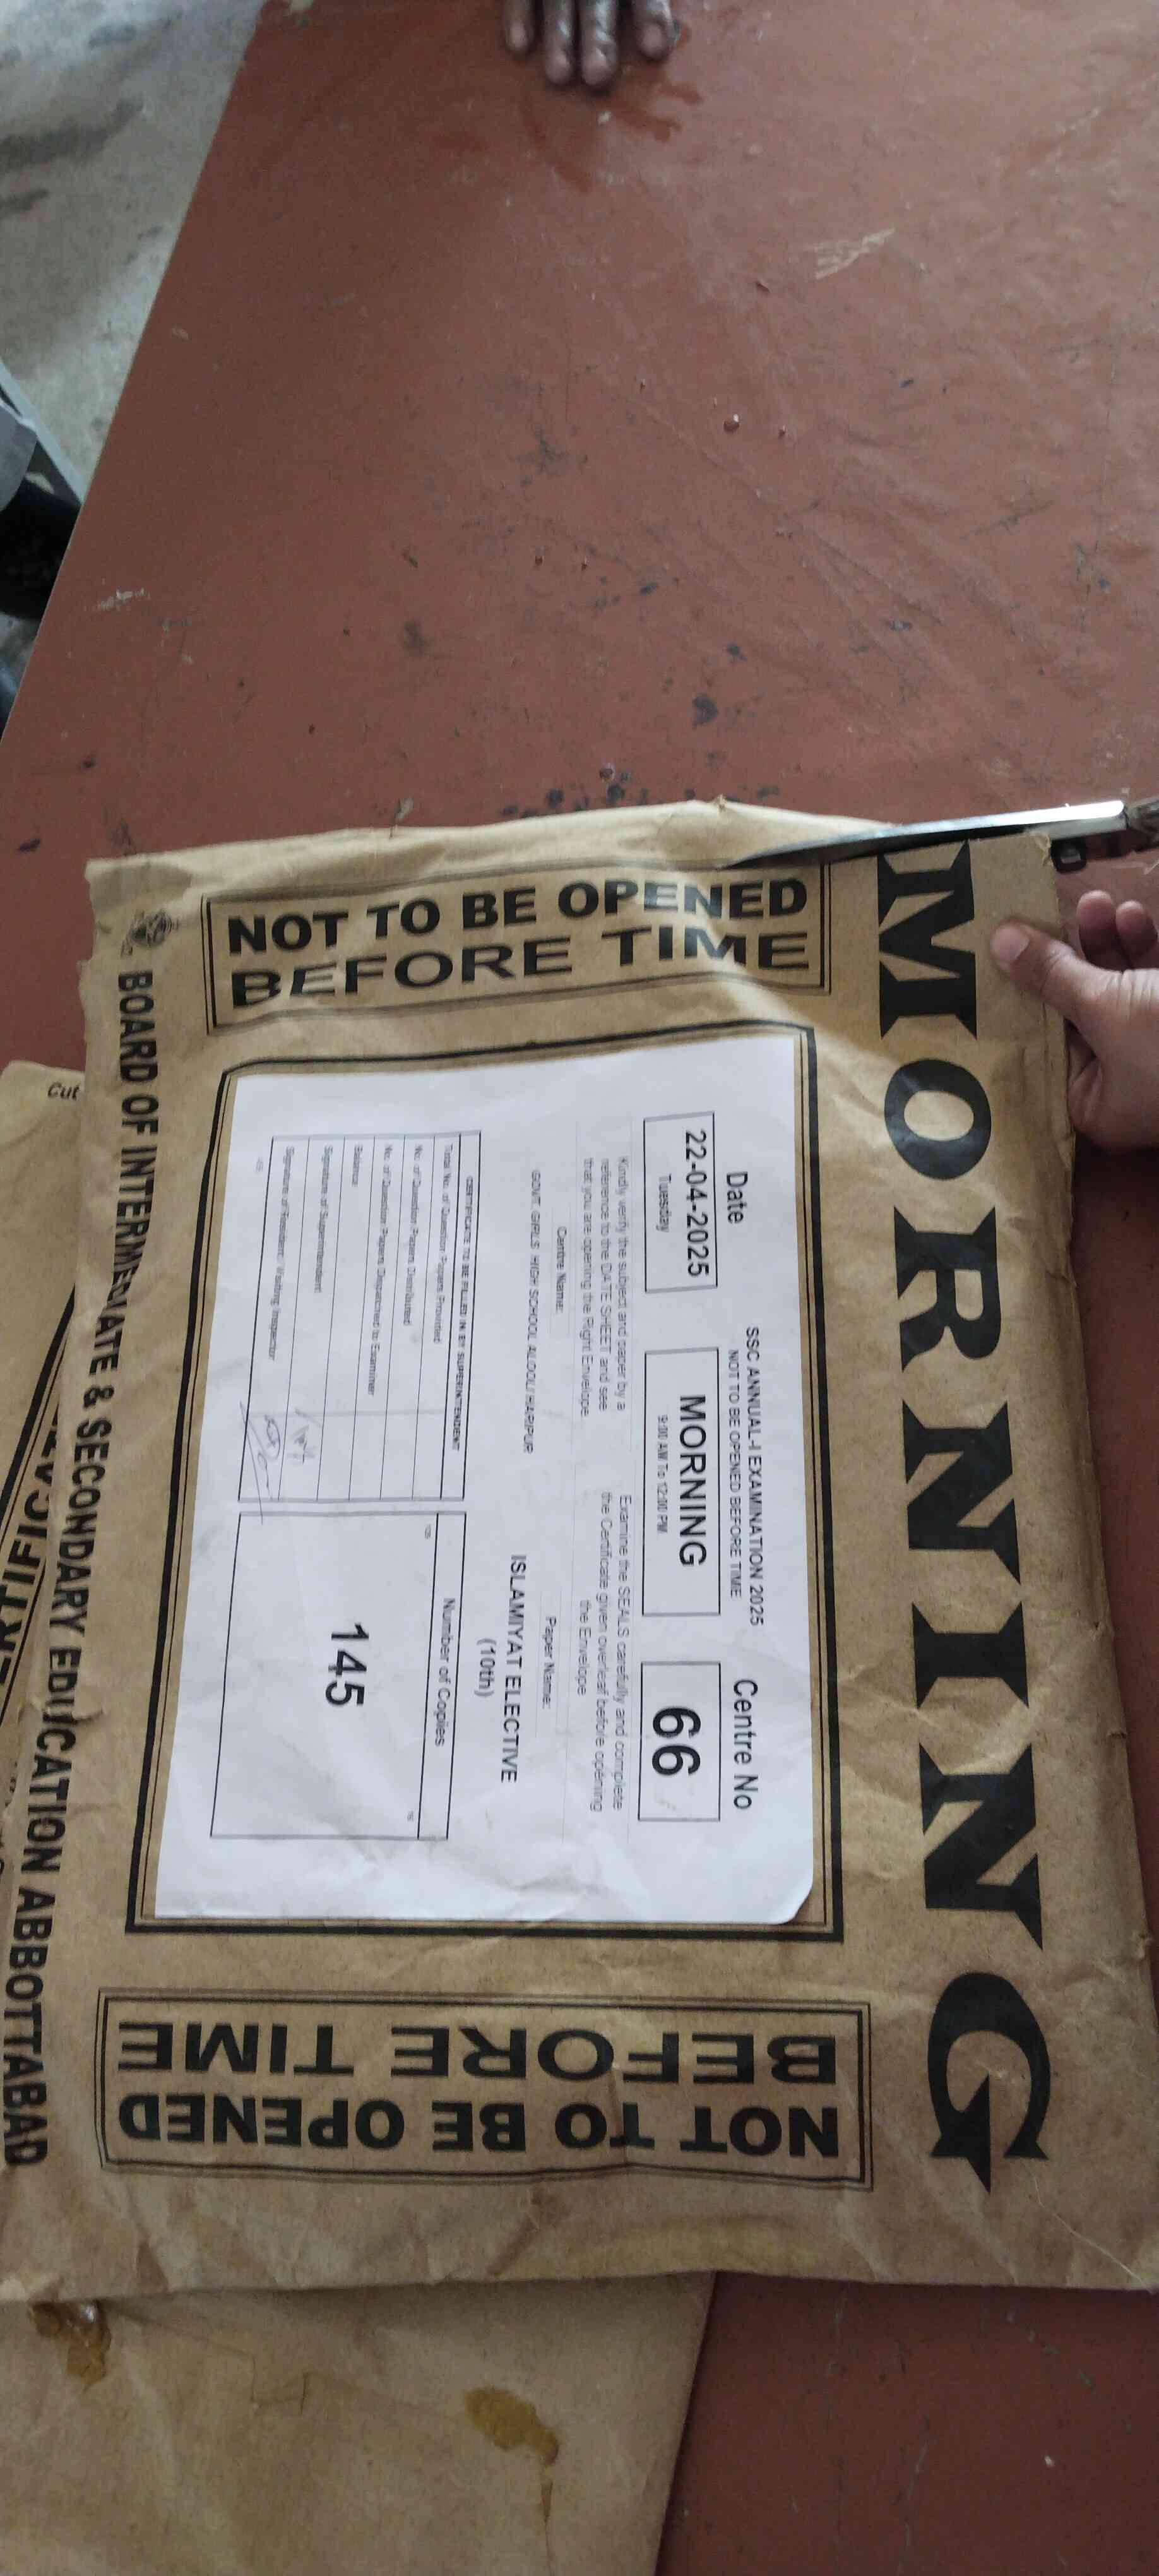 MORNING
NOT TO BE OPENED
BEFORE TIME
SSC ANNUAL-I EXAMINATION 2025
NOT TO BE OPENED BEFORE TIME
Date
22-04-2025
Tuesday
MORNING
9:00 AM To 12:00 PM
Centre No
66
Kindly verify the subject and paper by a
reference to the DATE SHEET and see
that you are opening the Right Envelope.
Examine the SEALS carefully and complete
the Certificate given overleaf before opening
the Envelope
Centre Name:
GOVT. GIRLS HIGH SCHOOL ALOOLI HARIPUR
Paper Name:
ISLAMIYAT ELECTIVE
(10th)
CERTIFICATE TO BE FILLED IN BY SUPERINTENDENT
Total No. of Question Papers Provided
No. of Question Papers Distributed
No. of Question Papers Dispatched to Examiner
Balance
Signature of Superintendent
Signature of Resident/ Visiting Inspector
Number of Copies
145
NOT TO BE OPENED
BEFORE TIME
BOARD OF INTERMEDIATE & SECONDARY EDUCATION ABBOTTABAD
Cut